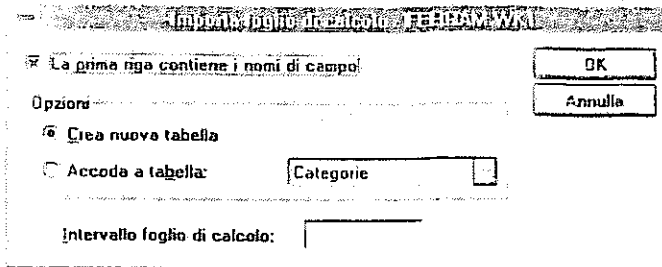 Importa foglio di calcolo
La prima riga contiene i nomi di campo
OK
Opzioni
Annulla
Crea nuova tabella
Accoda a tabella:
Categorie
Intervallo foglio di calcolo: